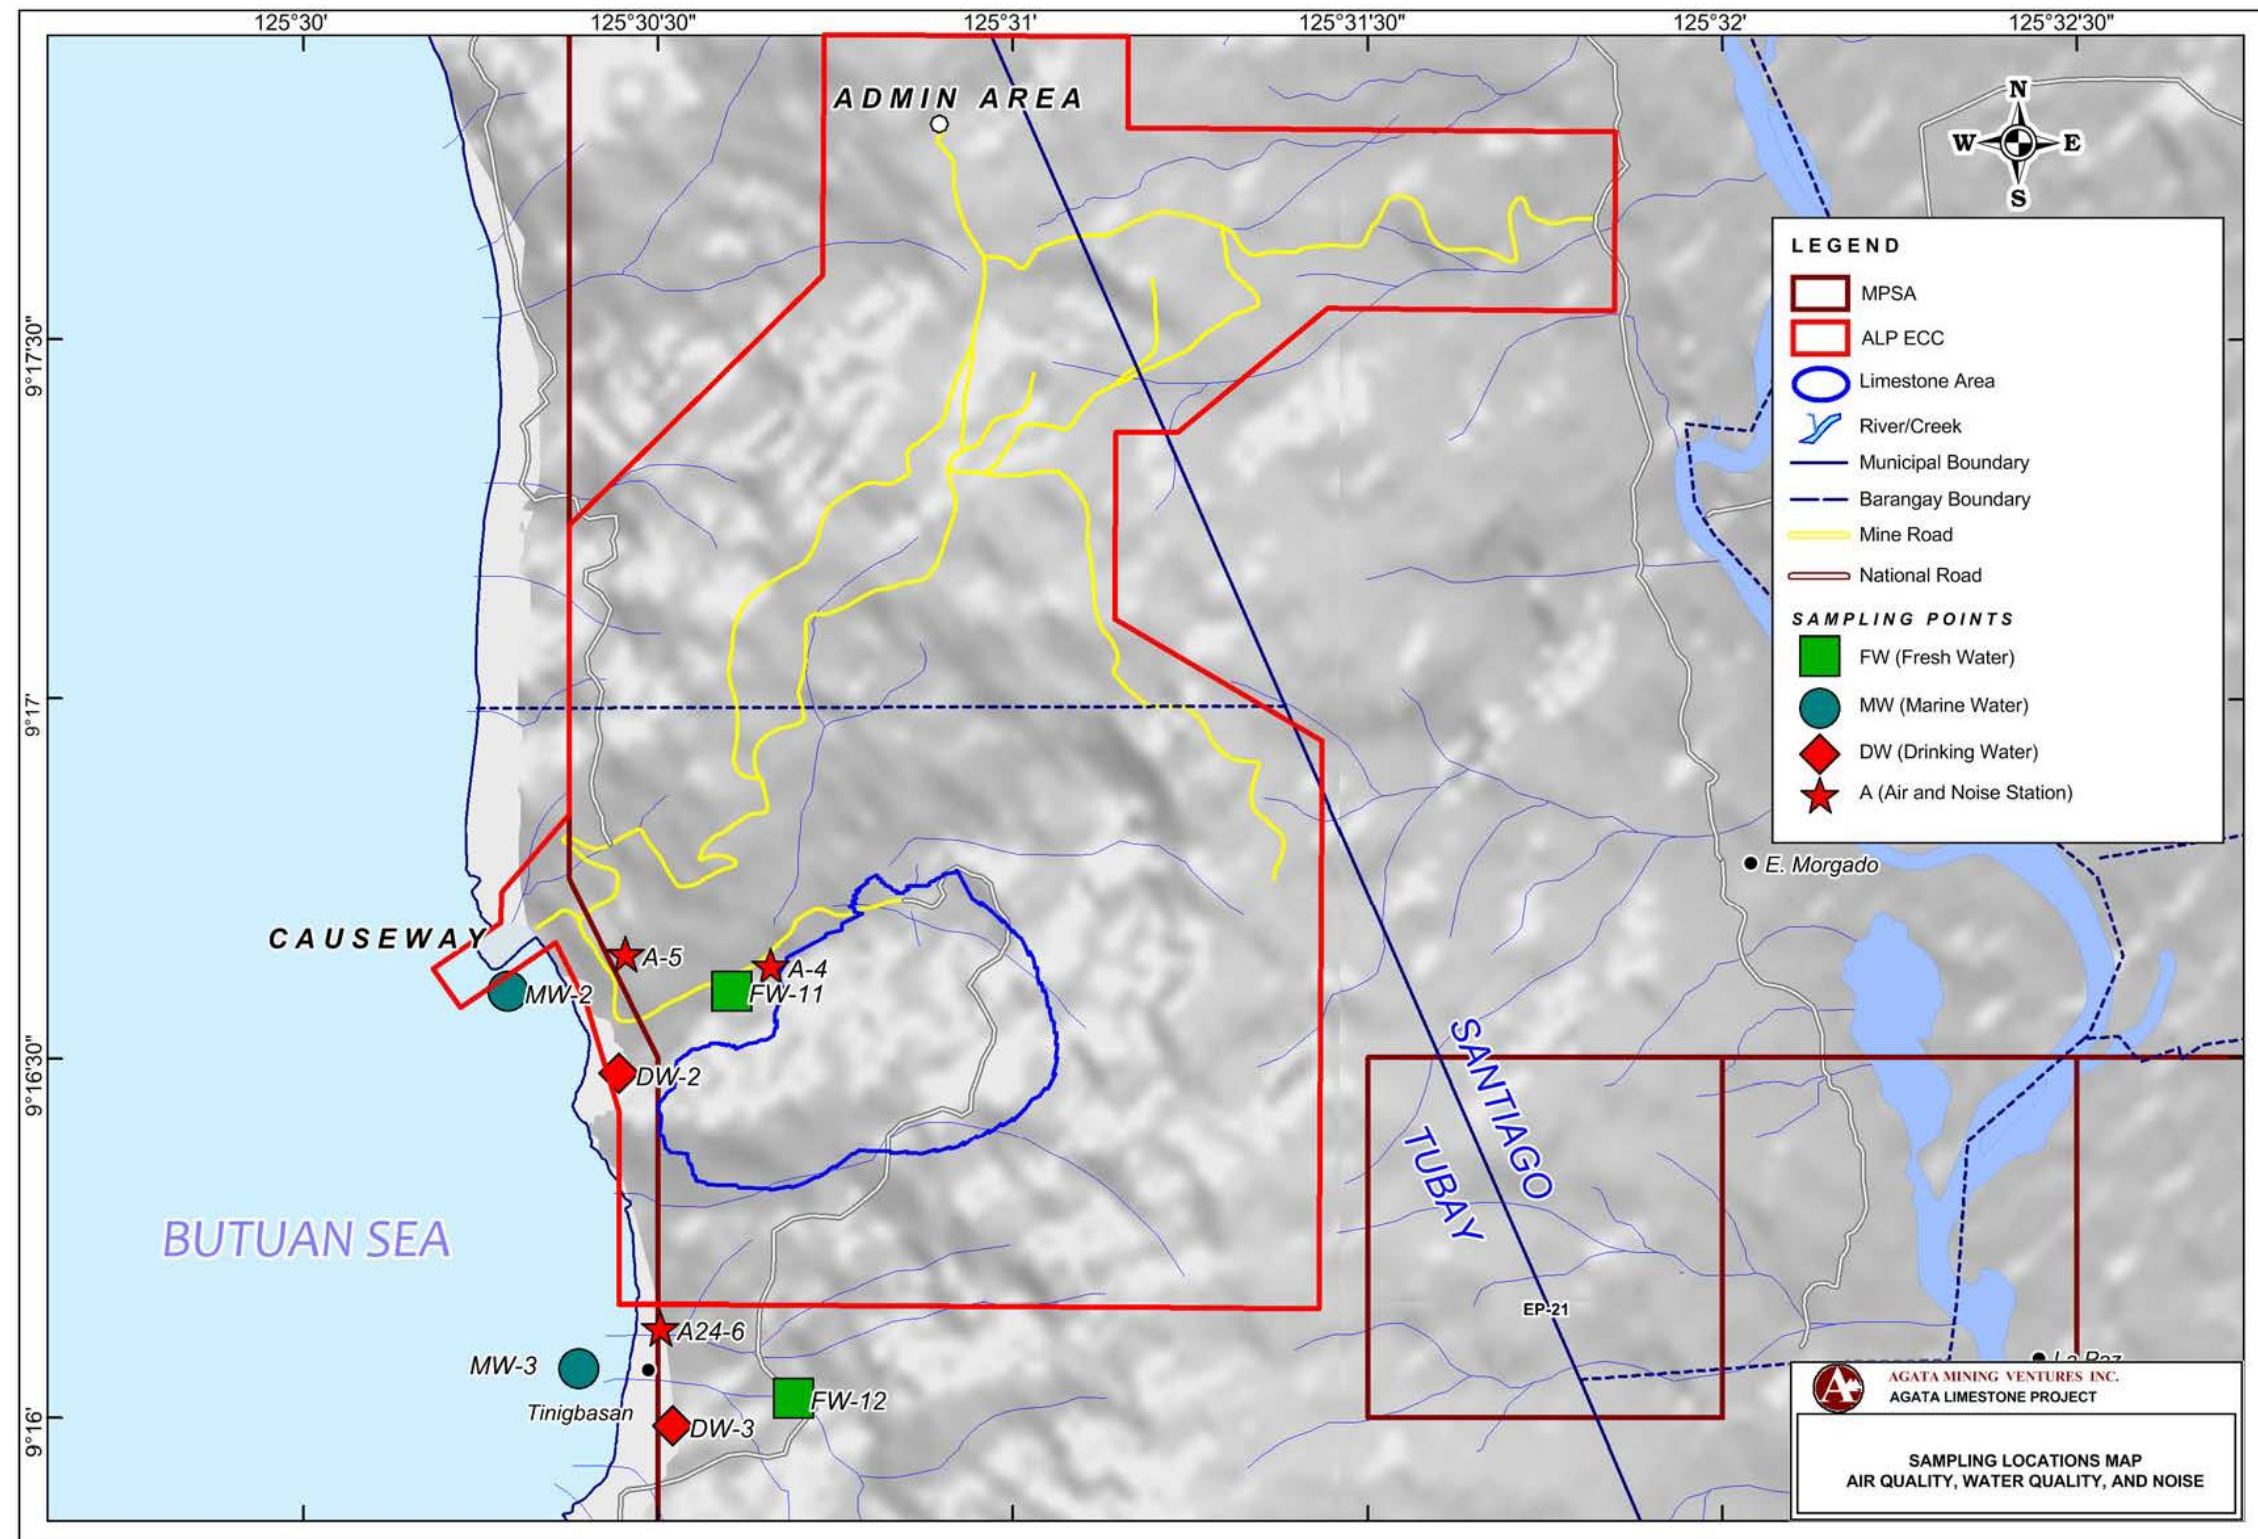 125°30'
125°30'30"
125°31'
125°31'30"
125°32'
125°32'30"
ADMIN AREA
N
W
E
S
LEGEND
MPSA
ALP ECC
Limestone Area
River/Creek
Municipal Boundary
Barangay Boundary
Mine Road
National Road
SAMPLING POINTS
FW (Fresh Water)
MW (Marine Water)
DW (Drinking Water)
A (Air and Noise Station)
9°17'30"
9°17'
9°16'30"
9°16'
E. Morgado
CAUSEWAY
A-5
A-4
MW-2
FW-11
DW-2
SANTIAGO
TUBAY
BUTUAN SEA
EP-21
A24-6
MW-3
Tinigbasan
FW-12
DW-3
La Paz
A
AGATA MINING VENTURES INC.
AGATA LIMESTONE PROJECT
SAMPLING LOCATIONS MAP
AIR QUALITY, WATER QUALITY, AND NOISE